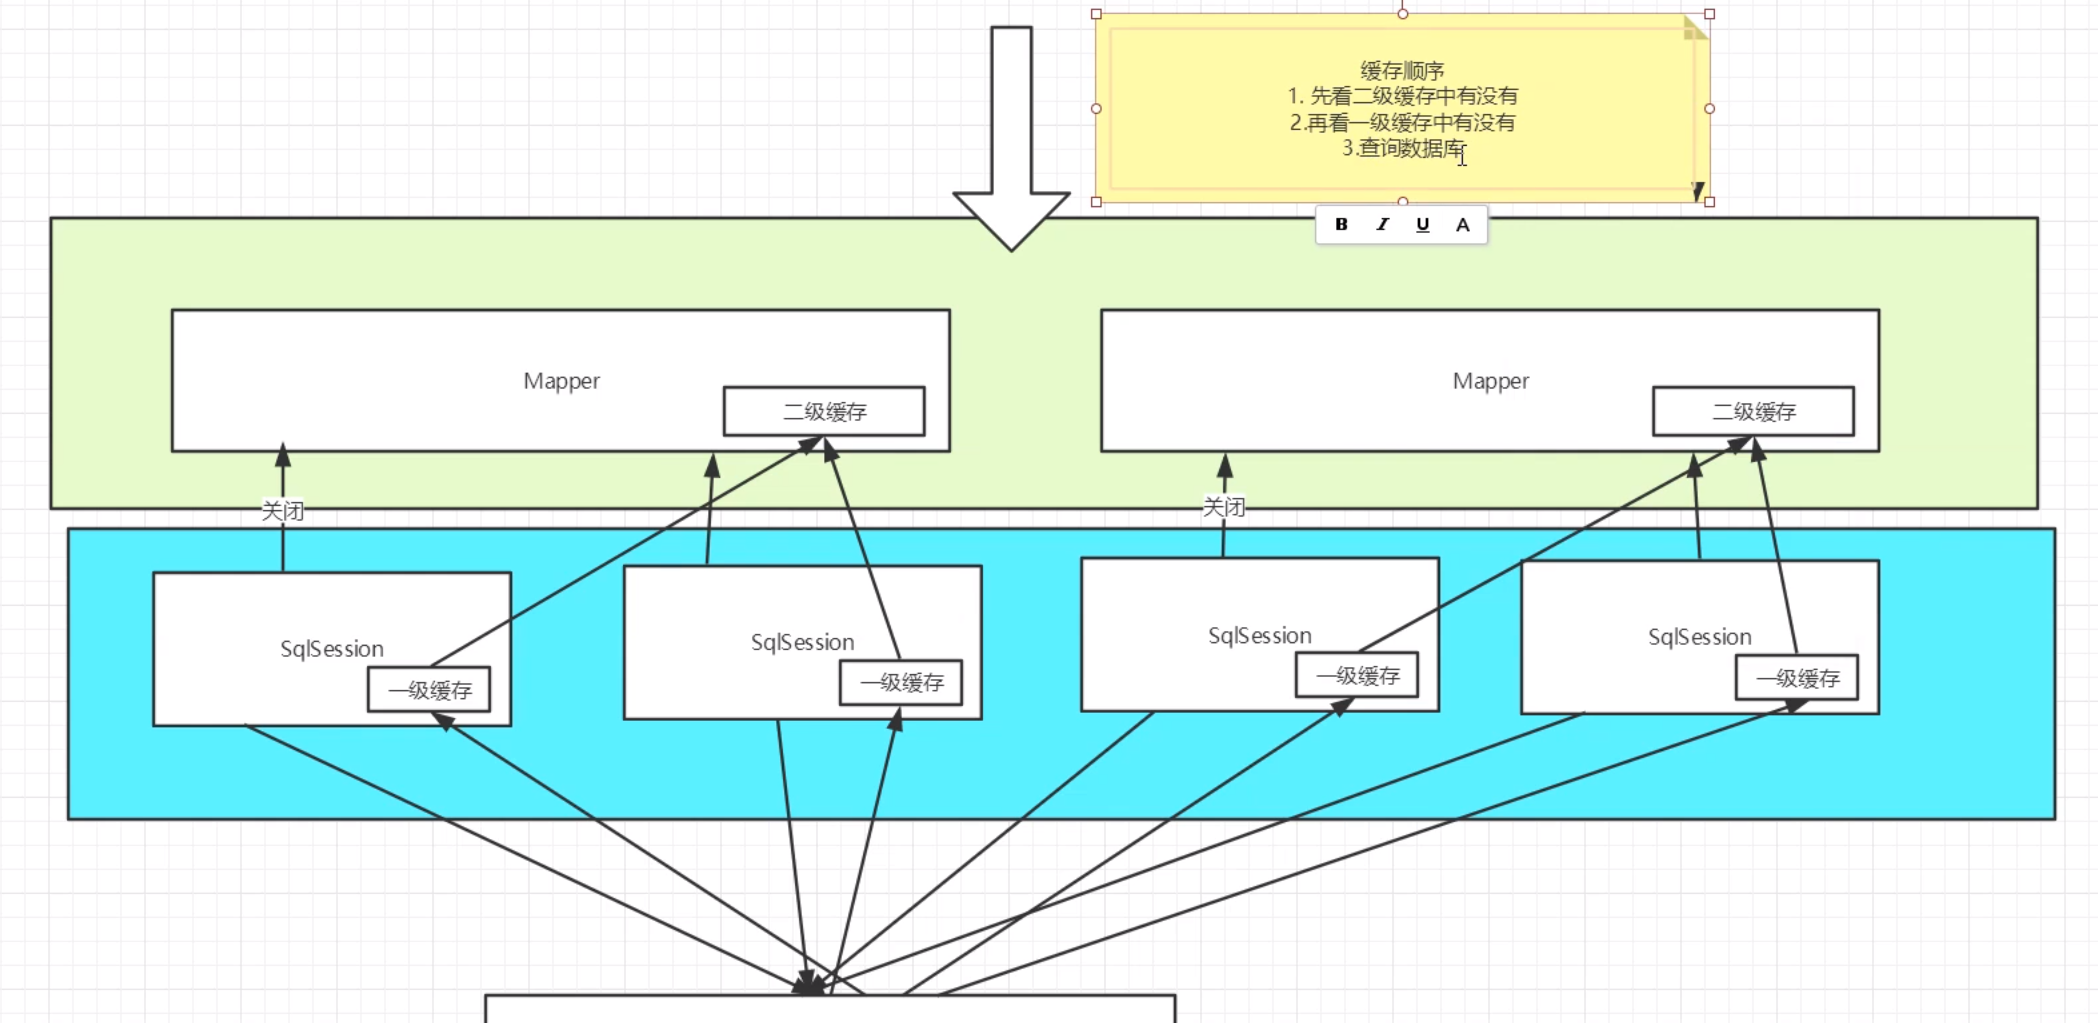 缓存顺序
1. 先看二级缓存中有没有
2.再看一级缓存中有没有
3.查询数据库
B I U A
Mapper
二级缓存
Mapper
二级缓存
关闭
关闭
SqlSession
一级缓存
SqlSession
一级缓存
SqlSession
一级缓存
SqlSession
一级缓存